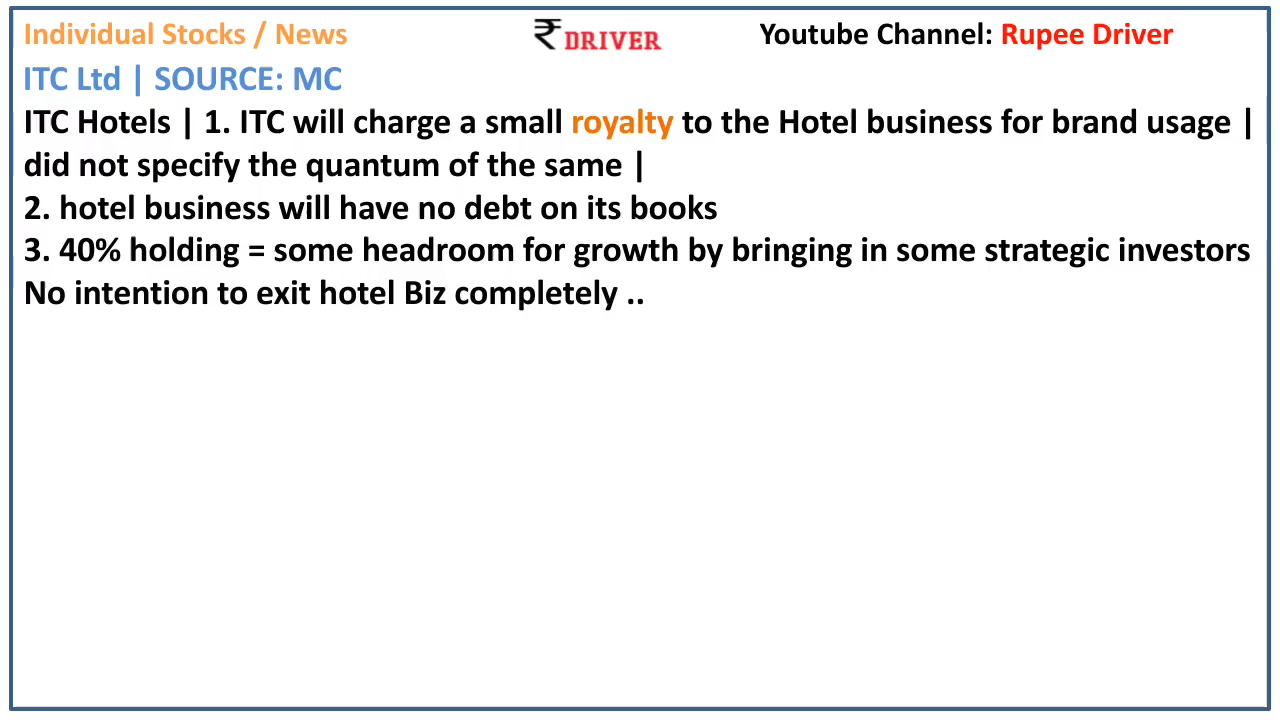 Individual Stocks / News
₹ DRIVER
Youtube Channel: Rupee Driver
ITC Ltd | SOURCE: MC
ITC Hotels | 1. ITC will charge a small royalty to the Hotel business for brand usage |
did not specify the quantum of the same |
2. hotel business will have no debt on its books
3. 40% holding = some headroom for growth by bringing in some strategic investors
No intention to exit hotel Biz completely ..